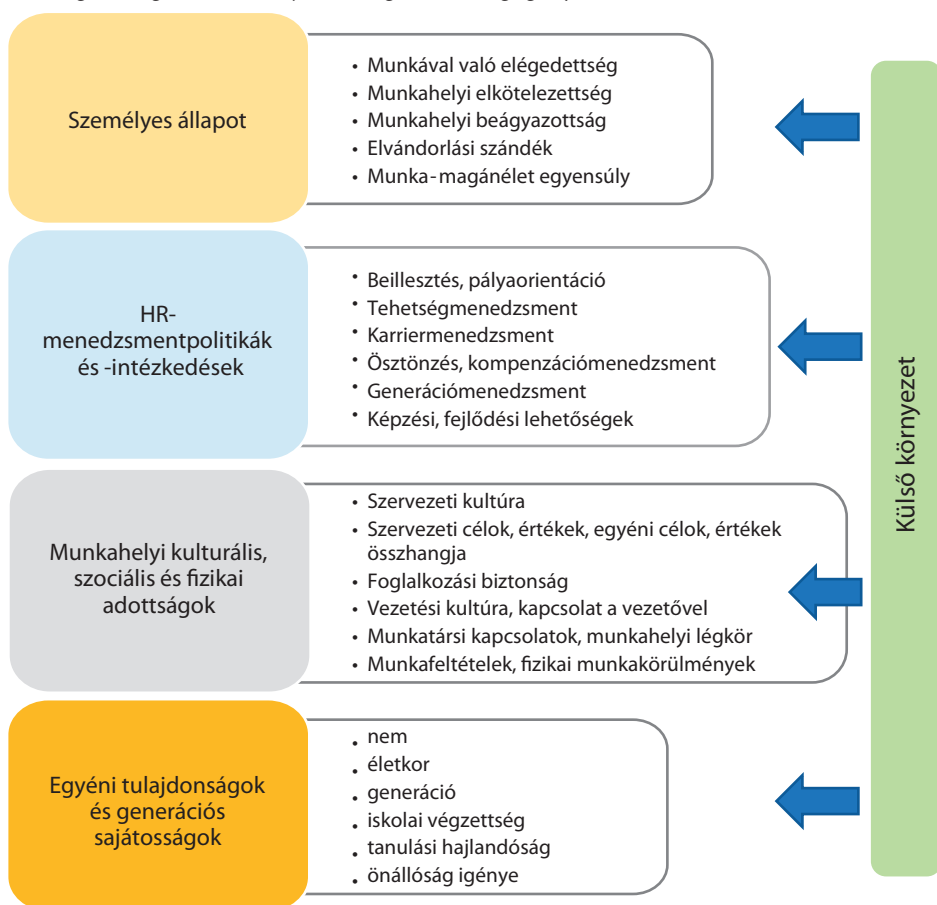 Személyes állapot
• Munkával való elégedettség
• Munkahelyi elkötelezettség
• Munkahelyi beágyazottság
• Elvándorlási szándék
• Munka-magánélet egyensúly
HR-
menedzsmentpolitikák
és -intézkedések
• Beillesztés, pályaorientáció
• Tehetségmenedzsment
• Karriermenedzsment
• Ösztönzés, kompenzációmenedzsment
• Generációmenedzsment
• Képzési, fejlődési lehetőségek
Munkahelyi kulturális,
szociális és fizikai
adottságok
• Szervezeti kultúra
• Szervezeti célok, értékek, egyéni célok, értékek
összhangja
• Foglalkozási biztonság
• Vezetési kultúra, kapcsolat a vezetővel
• Munkatársi kapcsolatok, munkahelyi légkör
• Munkafeltételek, fizikai munkakörülmények
Egyéni tulajdonságok
és generációs
sajátosságok
• nem
• életkor
• generáció
• iskolai végzettség
• tanulási hajlandóság
• önállóság igénye
Külső környezet